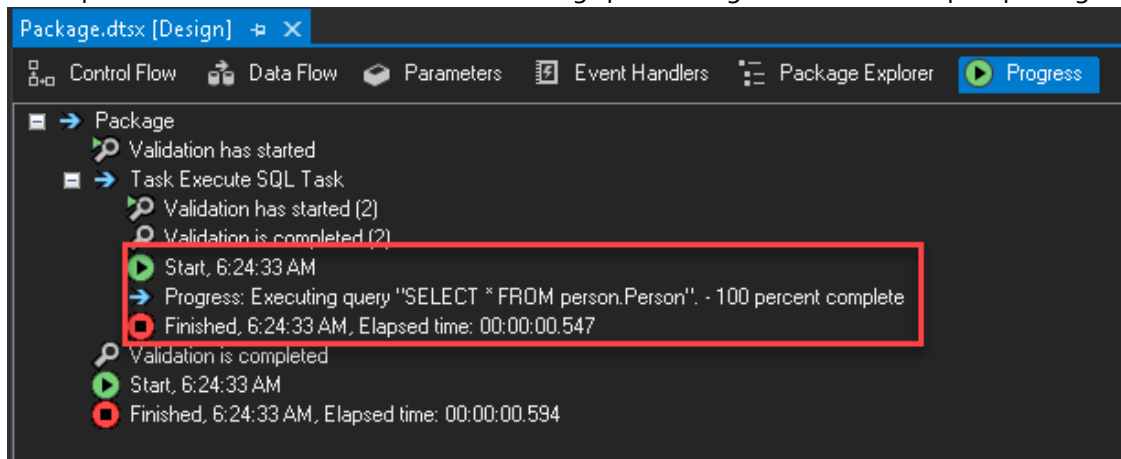 Package.dtsx [Design]
Control Flow Data Flow Parameters Event Handlers Package Explorer Progress
Package
Validation has started
Task Execute SQL Task
Validation has started (2)
Validation is completed (2)
Start, 6:24:33 AM
Progress: Executing query "SELECT * FROM person.Person". - 100 percent complete
Finished, 6:24:33 AM, Elapsed time: 00:00:00.547
Validation is completed
Start, 6:24:33 AM
Finished, 6:24:33 AM, Elapsed time: 00:00:00.594